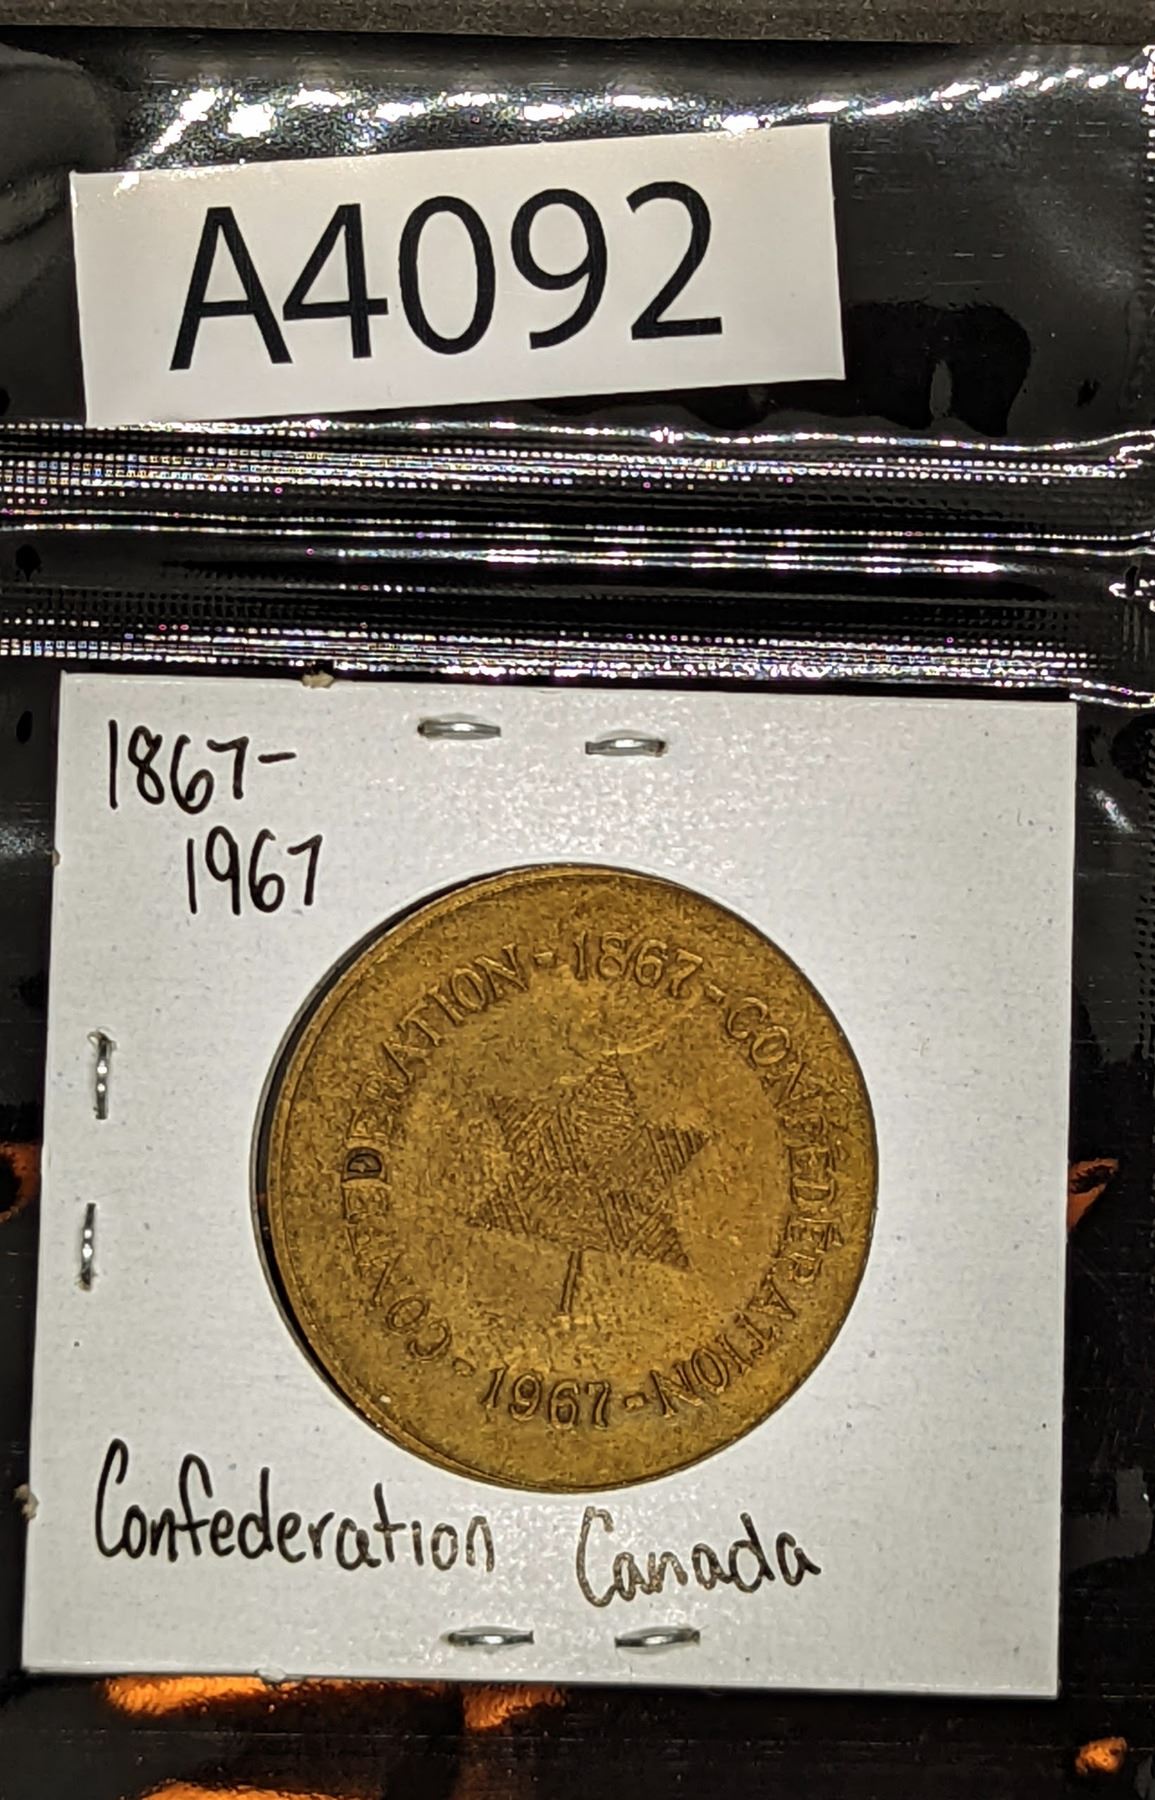 A4092
1867-
1967
CONFEDERATION - 1867 - CONFÉDÉRATION - 1967 -
Confederation Canada